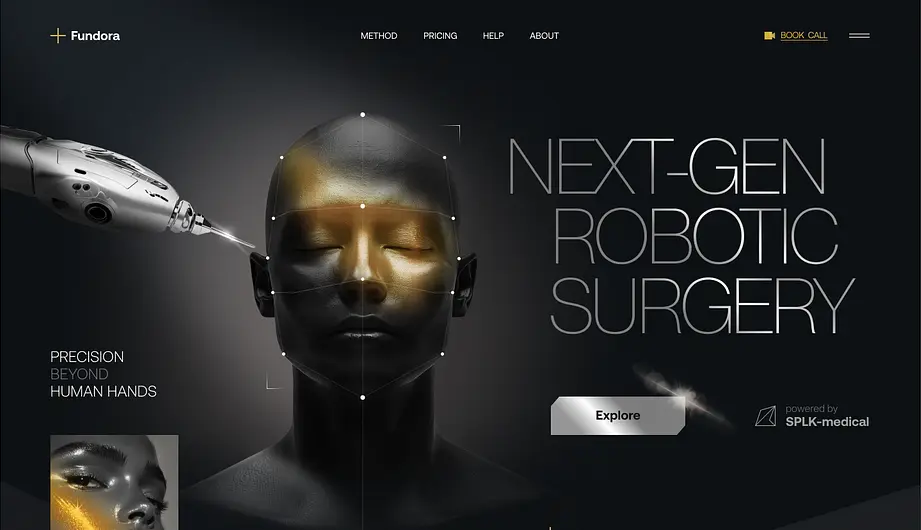 Fundora
METHOD
PRICING
HELP
ABOUT
BOOK CALL
NEXT-GEN
ROBOTIC
SURGERY
PRECISION
BEYOND
HUMAN HANDS
Explore
powered by
SPLK-medical